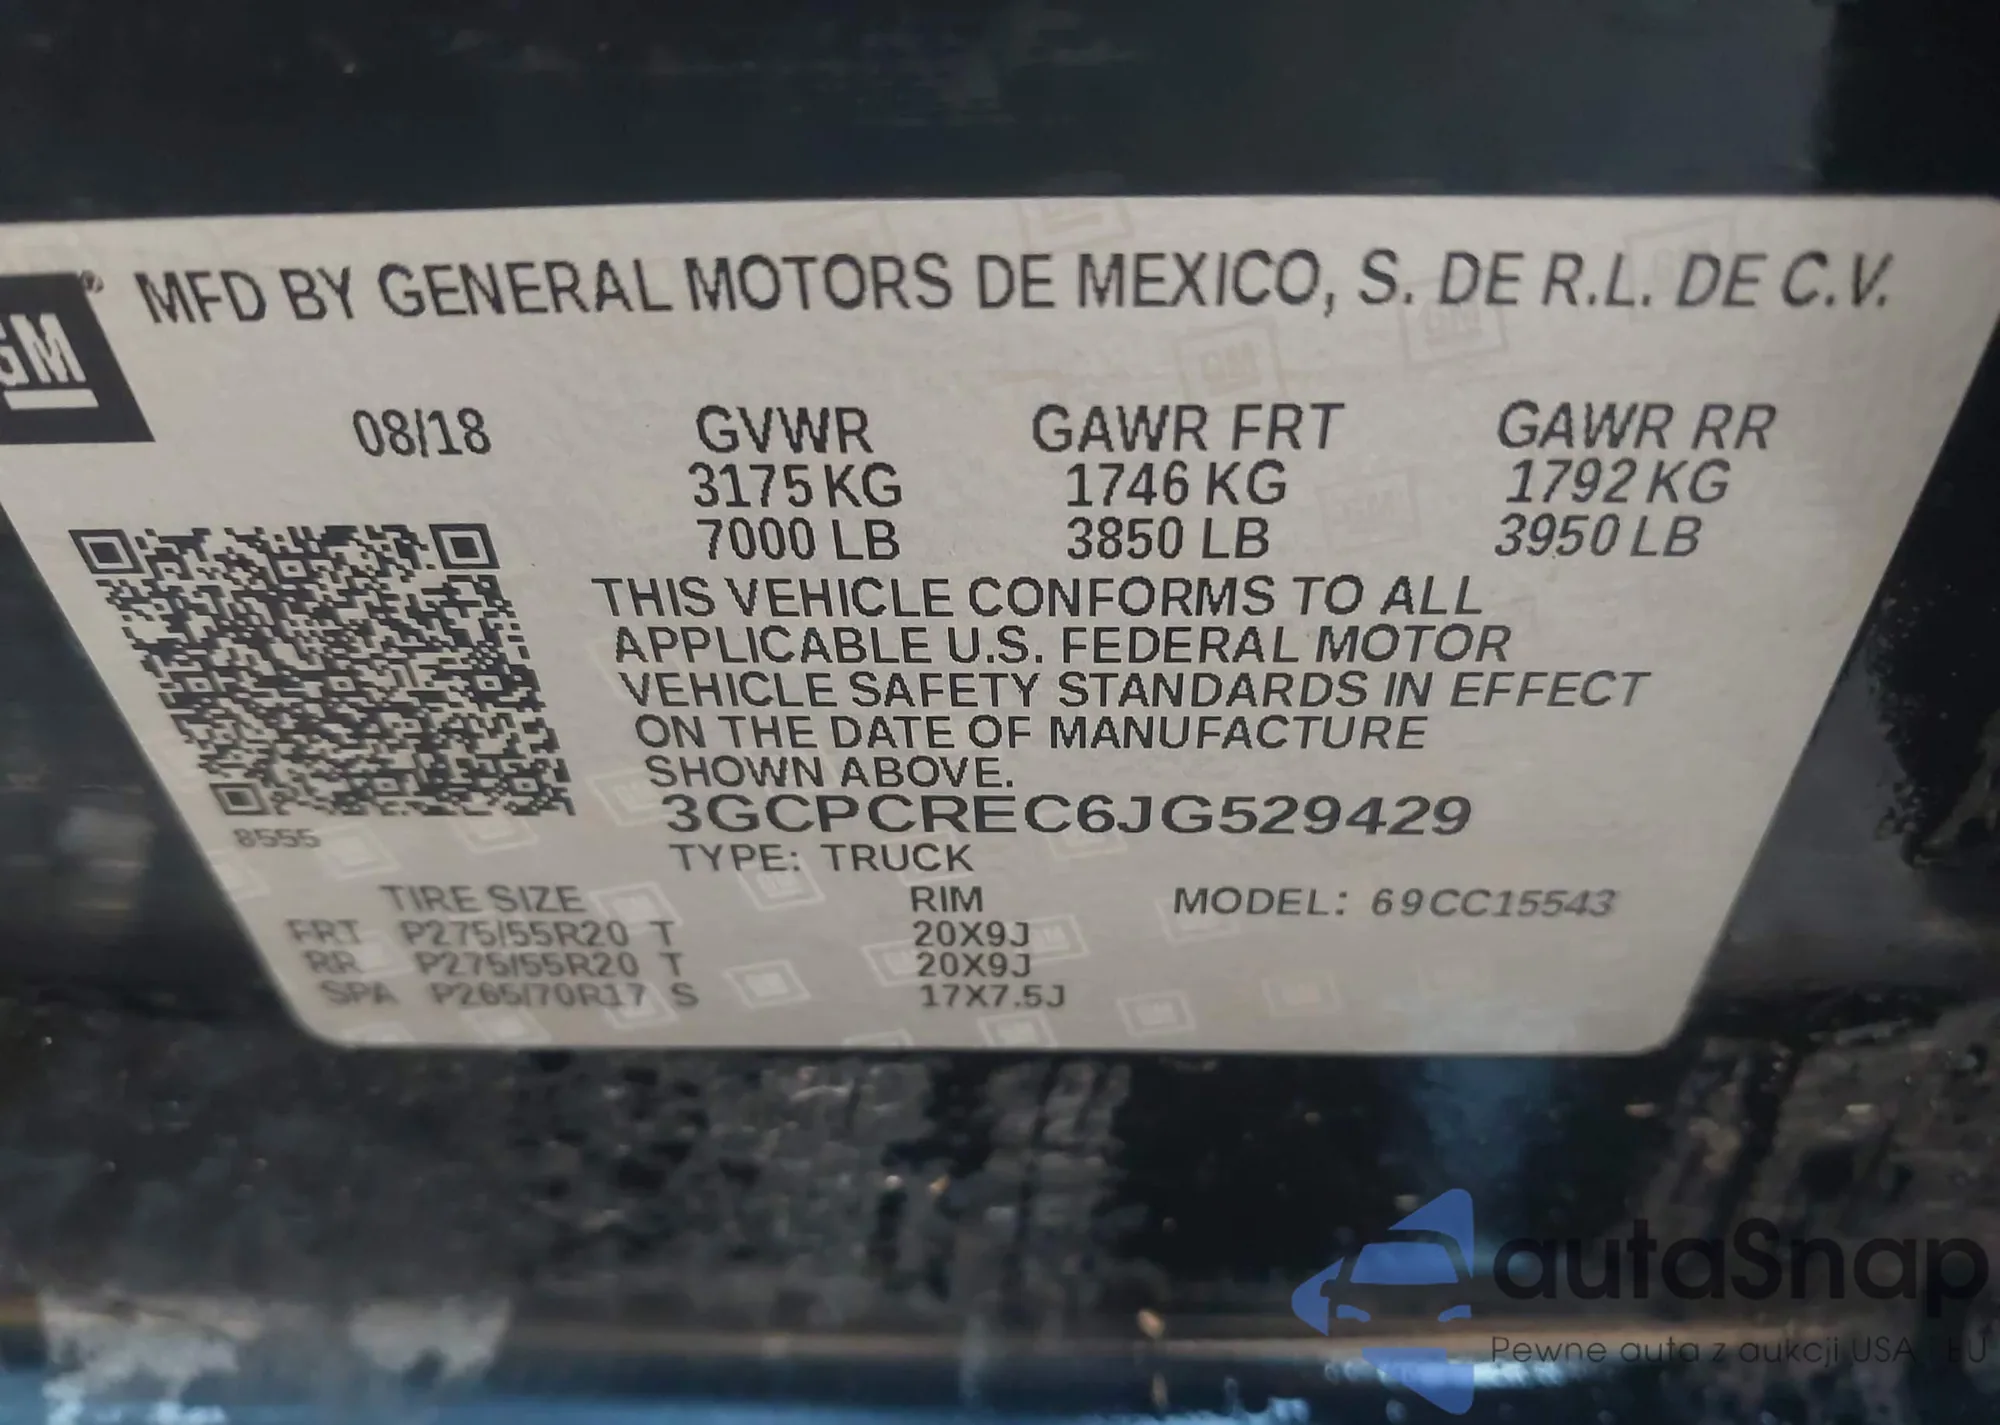 MFD BY GENERAL MOTORS DE MEXICO, S. DE R.L. DE C.V.
GM
08/18 GVWR GAWR FRT GAWR RR
3175 KG 1746 KG 1792 KG
7000 LB 3850 LB 3950 LB
THIS VEHICLE CONFORMS TO ALL
APPLICABLE U.S. FEDERAL MOTOR
VEHICLE SAFETY STANDARDS IN EFFECT
ON THE DATE OF MANUFACTURE
SHOWN ABOVE.
3GCPCREC6JG529429
8555
TYPE: TRUCK
TIRE SIZE RIM MODEL: 69CC15543
FRT P275/55R20 T 20X9J
RR P275/55R20 T 20X9J
SPA P265/70R17 S 17X7.5J
autaSnap
Pewne auta z aukcji USA EU